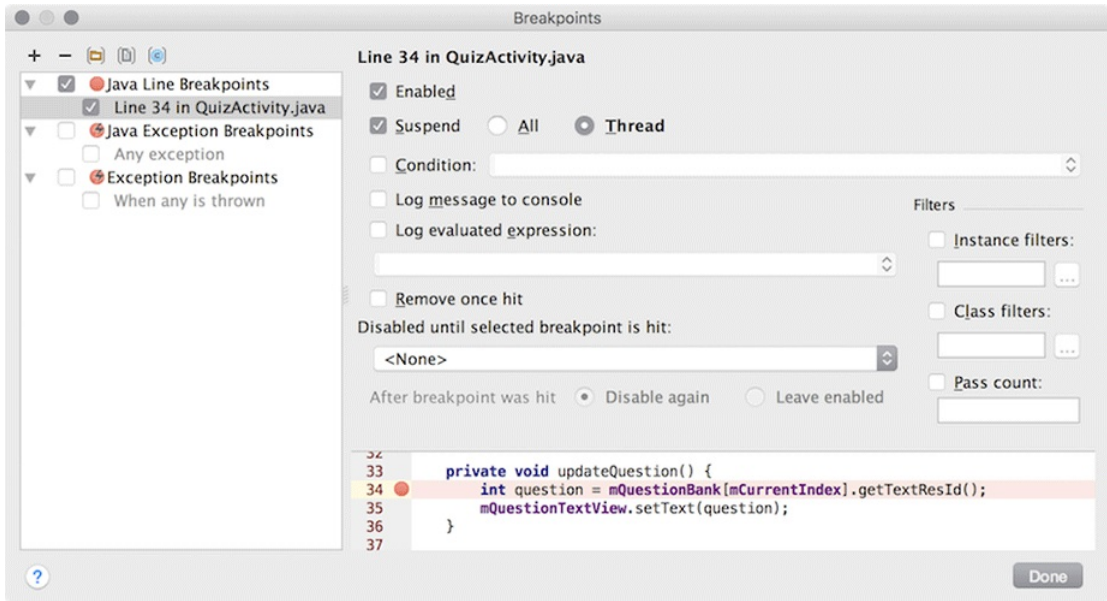 Breakpoints
Java Line Breakpoints
Line 34 in QuizActivity.java
Java Exception Breakpoints
Any exception
Exception Breakpoints
When any is thrown
Line 34 in QuizActivity.java
Enabled
Suspend All Thread
Condition:
Log message to console
Log evaluated expression:
Remove once hit
Disabled until selected breakpoint is hit:
<None>
After breakpoint was hit Disable again Leave enabled
Filters
Instance filters:
...
Class filters:
...
Pass count:
32
33 private void updateQuestion() {
34 int question = mQuestionBank[mCurrentIndex].getTextResId();
35 mQuestionTextView.setText(question);
36 }
37
?
Done